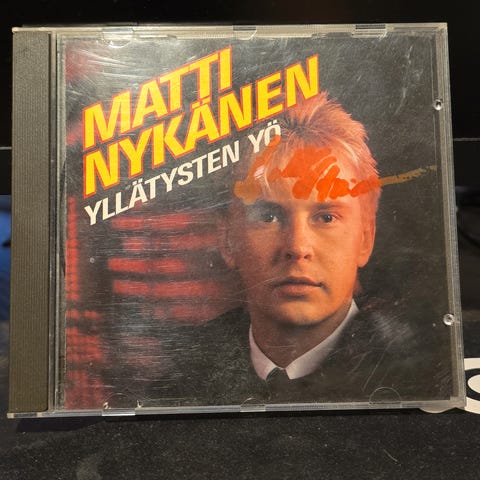 MATTI
NYKÄNEN
YLLÄTYSTEN YÖ